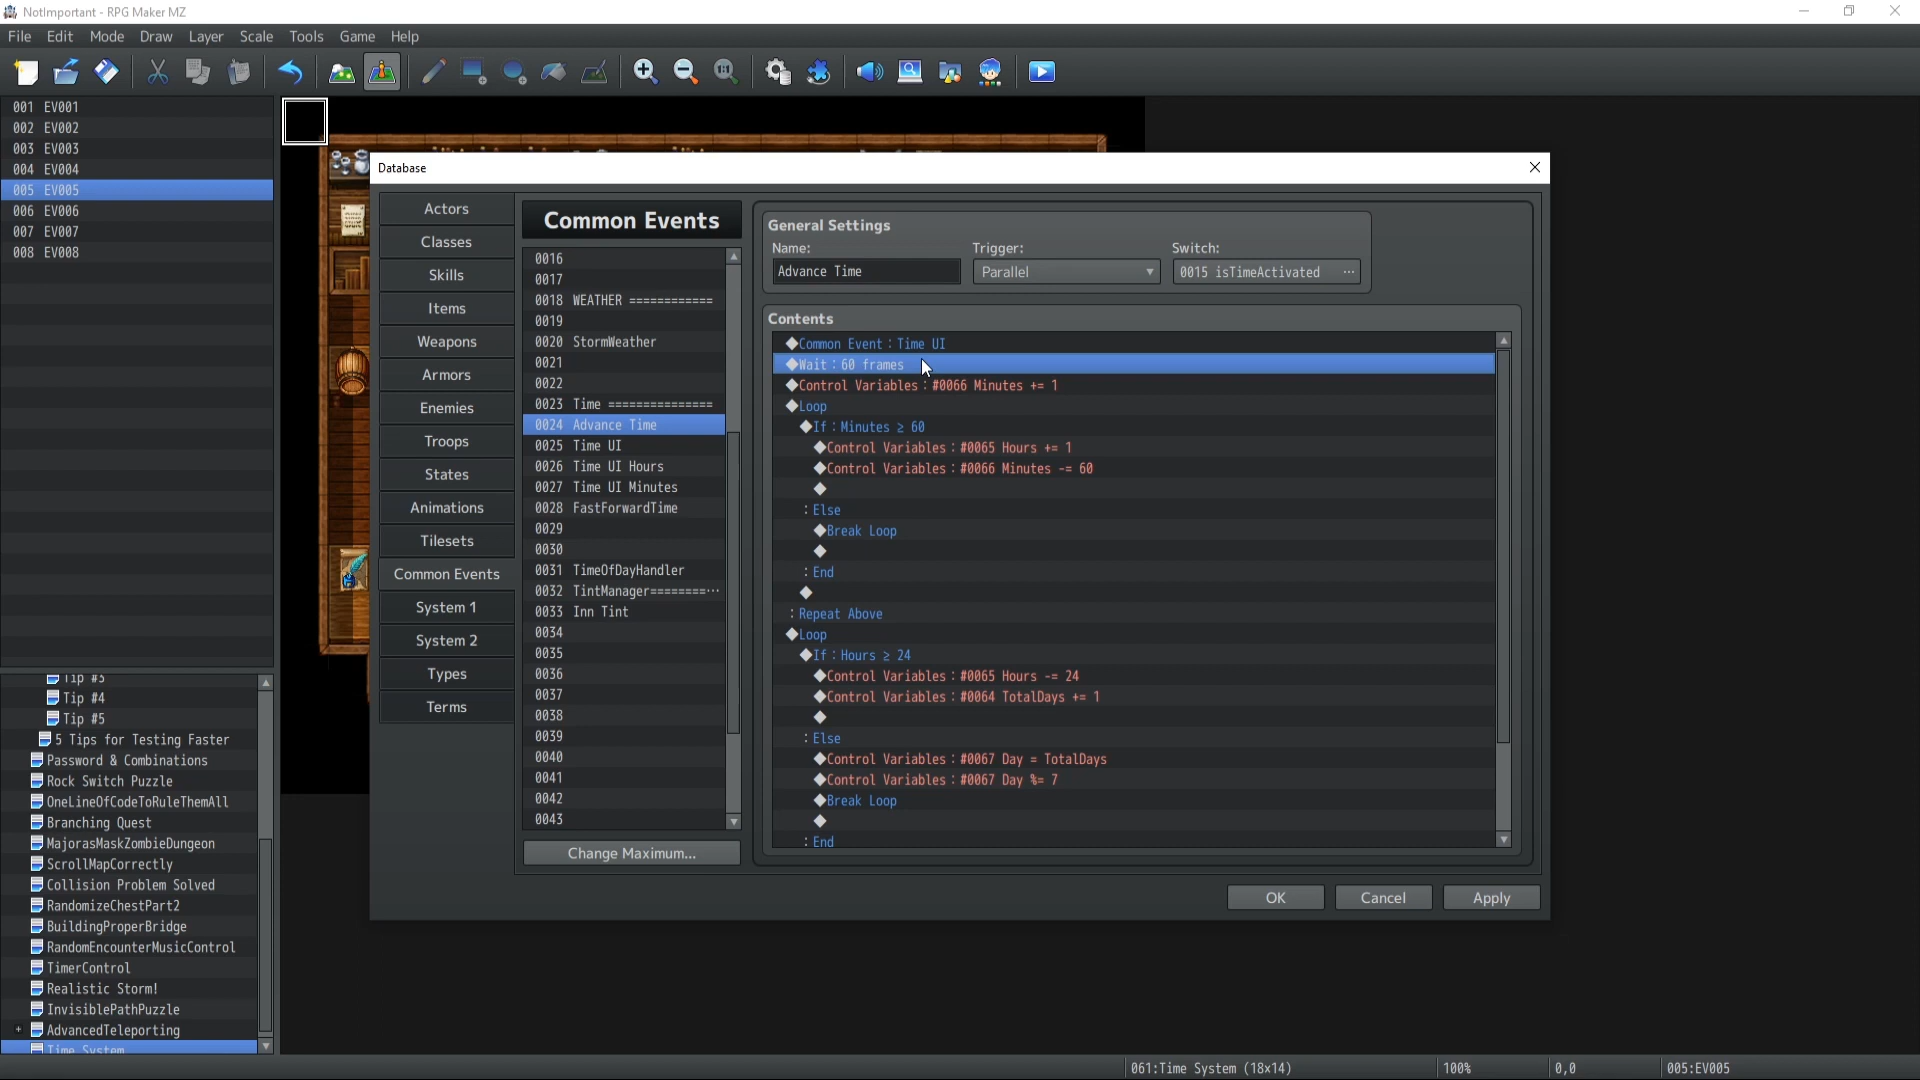 NotImportant - RPG Maker MZ
File Edit Mode Draw Layer Scale Tools Game Help
001 EV001
002 EV002
003 EV003
004 EV004
005 EV005
006 EV006
007 EV007
008 EV008
Tip #3
Tip #4
Tip #5
5 Tips for Testing Faster
Password & Combinations
Rock Switch Puzzle
OneLineOfCodeToRuleThemAll
Branching Quest
MajorasMaskZombieDungeon
ScrollMapCorrectly
Collision Problem Solved
RandomizeChestPart2
BuildingProperBridge
RandomEncounterMusicControl
TimerControl
Realistic Storm!
InvisiblePathPuzzle
AdvancedTeleporting
Time System
Database
Actors
Classes
Skills
Items
Weapons
Armors
Enemies
Troops
States
Animations
Tilesets
Common Events
System 1
System 2
Types
Terms
Common Events
0016
0017
0018 WEATHER ============
0019
0020 StormWeather
0021
0022
0023 Time ===============
0024 Advance Time
0025 Time UI
0026 Time UI Hours
0027 Time UI Minutes
0028 FastForwardTime
0029
0030
0031 TimeOfDayHandler
0032 TintManager========…
0033 Inn Tint
0034
0035
0036
0037
0038
0039
0040
0041
0042
0043
Change Maximum...
General Settings
Name: Trigger: Switch:
Advance Time Parallel 0015 isTimeActivated ...
Contents
◆Common Event : Time UI
◆Wait : 60 frames
◆Control Variables : #0066 Minutes += 1
◆Loop
◆If : Minutes ≥ 60
◆Control Variables : #0065 Hours += 1
◆Control Variables : #0066 Minutes -= 60
◆
: Else
◆Break Loop
◆
: End
◆
: Repeat Above
◆Loop
◆If : Hours ≥ 24
◆Control Variables : #0065 Hours -= 24
◆Control Variables : #0064 TotalDays += 1
◆
: Else
◆Control Variables : #0067 Day = TotalDays
◆Control Variables : #0067 Day %= 7
◆Break Loop
◆
: End
OK Cancel Apply
061:Time System (18x14) 100% 0,0 005:EV005